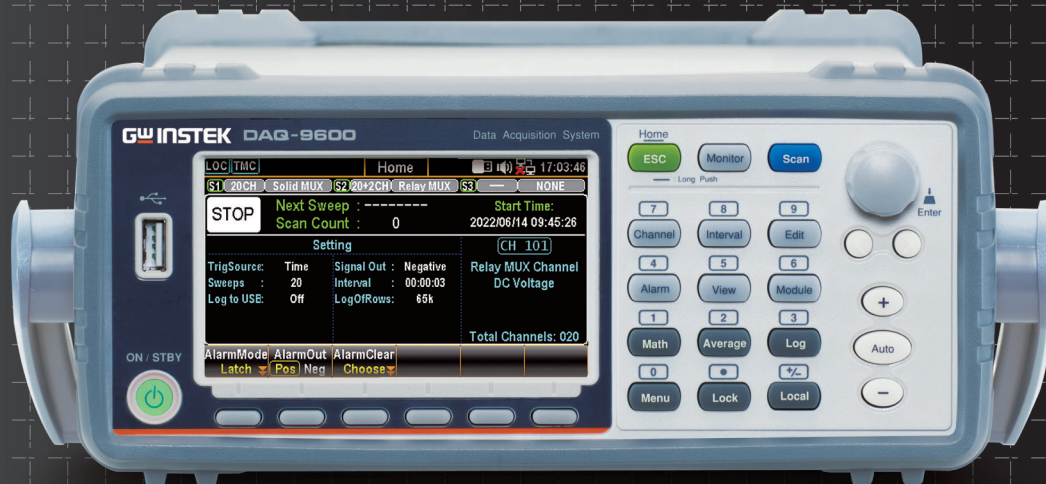 GW INSTEK DAQ-9600 Data Acquisition System
LOC TMC Home 17:03:46
S1 20CH Solid MUX S2 20+2CH Relay MUX S3 — NONE
STOP Next Sweep : --------
Scan Count : 0
Start Time:
2022/06/14 09:45:26
Setting
TrigSource: Time Signal Out : Negative
Sweeps : 20 Interval : 00:00:03
Log to USE: Off LogOfRows: 65k
CH 101
Relay MUX Channel
DC Voltage
Total Channels: 020
AlarmMode AlarmOut AlarmClear
Latch Pos Neg Choose
ON / STBY
Home
ESC Monitor Scan
: Long Push
7 8 9
Channel Interval Edit
4 5 6
Alarm View Module
1 2 3
Math Average Log
0 ● +/-
Menu Lock Local
Enter
+
Auto
−